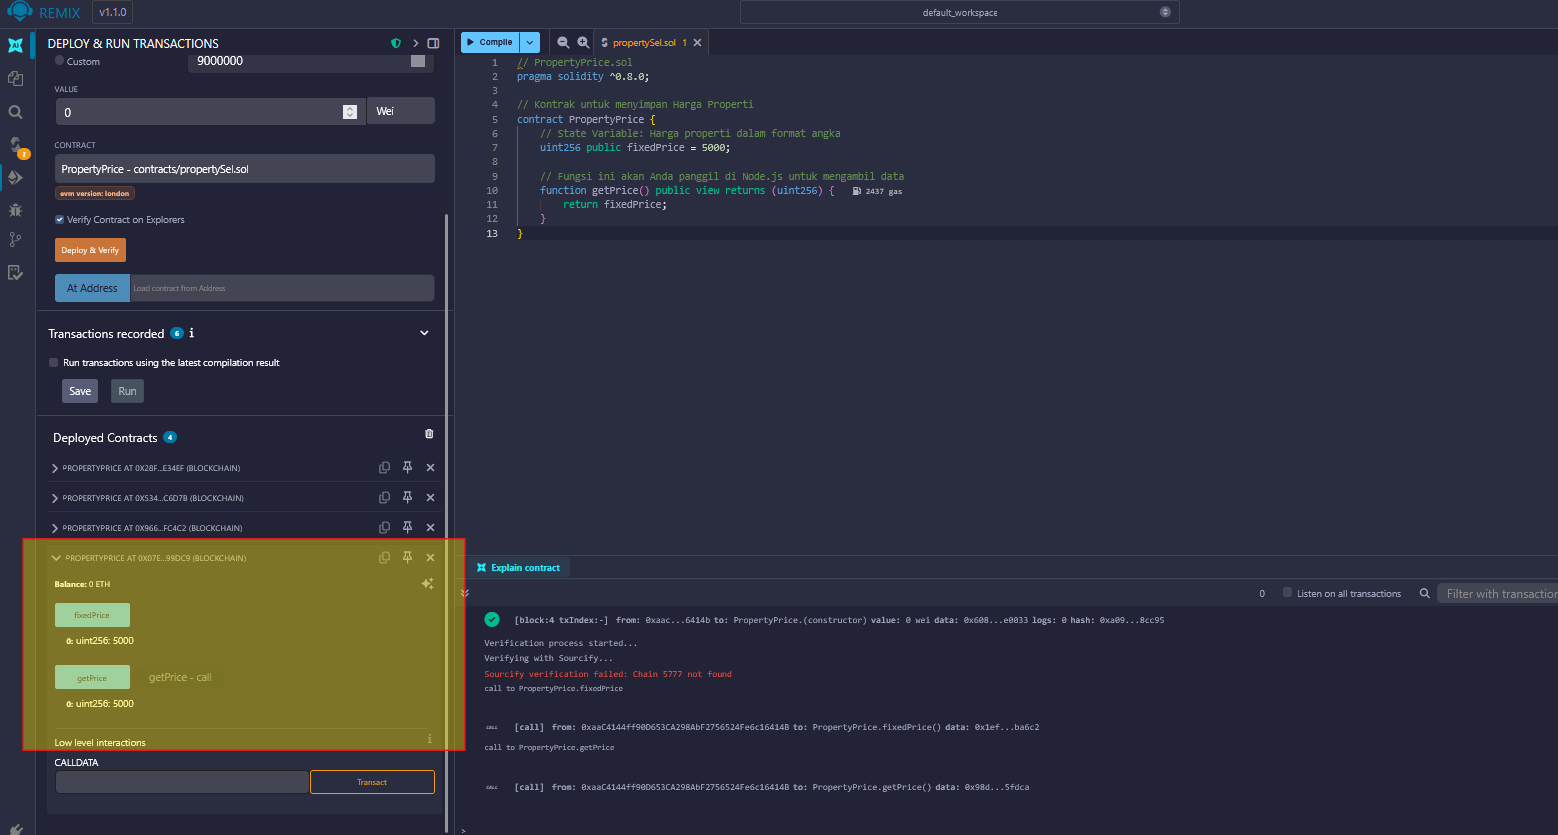 REMIX v1.1.0
default_workspace
DEPLOY & RUN TRANSACTIONS
Custom
9000000
VALUE
0
Wei
CONTRACT
PropertyPrice - contracts/propertySel.sol
evm version: london
Verify Contract on Explorers
Deploy & Verify
At Address
Load contract from Address
Transactions recorded 6 i
Run transactions using the latest compilation result
Save
Run
Deployed Contracts 4
PROPERTYPRICE AT 0X28F...E34EF (BLOCKCHAIN)
PROPERTYPRICE AT 0X534...C6D7B (BLOCKCHAIN)
PROPERTYPRICE AT 0X966...FC4C2 (BLOCKCHAIN)
PROPERTYPRICE AT 0X07E...99DC9 (BLOCKCHAIN)
Balance: 0 ETH
fixedPrice
0: uint256: 5000
getPrice
getPrice - call
0: uint256: 5000
Low level interactions
i
CALLDATA
Transact
Compile
propertySel.sol 1
1 // PropertyPrice.sol
2 pragma solidity ^0.8.0;
3
4 // Kontrak untuk menyimpan Harga Properti
5 contract PropertyPrice {
6 // State Variable: Harga properti dalam format angka
7 uint256 public fixedPrice = 5000;
8
9 // Fungsi ini akan Anda panggil di Node.js untuk mengambil data
10 function getPrice() public view returns (uint256) { 2437 gas
11 return fixedPrice;
12 }
13 }
Explain contract
0
Listen on all transactions
Filter with transaction
[block:4 txIndex:-] from: 0xaac...6414b to: PropertyPrice.(constructor) value: 0 wei data: 0x608...e0033 logs: 0 hash: 0xa09...8cc95
Verification process started...
Verifying with Sourcify...
Sourcify verification failed: Chain 5777 not found
call to PropertyPrice.fixedPrice
CALL [call] from: 0xaaC4144ff90D653CA298AbF2756524Fe6c16414B to: PropertyPrice.fixedPrice() data: 0x1ef...ba6c2
call to PropertyPrice.getPrice
CALL [call] from: 0xaaC4144ff90D653CA298AbF2756524Fe6c16414B to: PropertyPrice.getPrice() data: 0x98d...5fdca
>